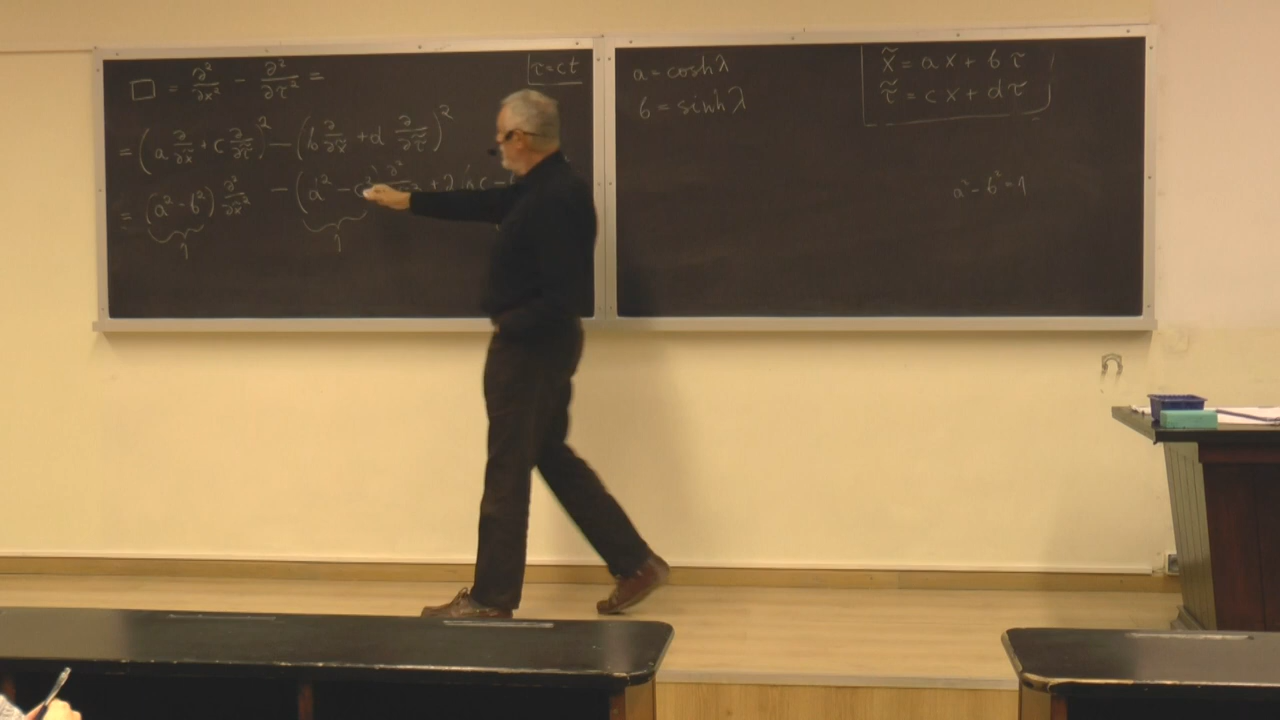 □ = ∂²/∂x² − ∂²/∂τ² =
τ=ct
= (a ∂/∂x̃ + c ∂/∂τ̃)² − (b ∂/∂x̃ + d ∂/∂τ̃)²
= (a² − b²) ∂²/∂x̃² − (a² −
1 1
a = cosh λ
b = sinh λ
x̃ = ax + bτ
τ̃ = cx + dτ
a² − b² = 1